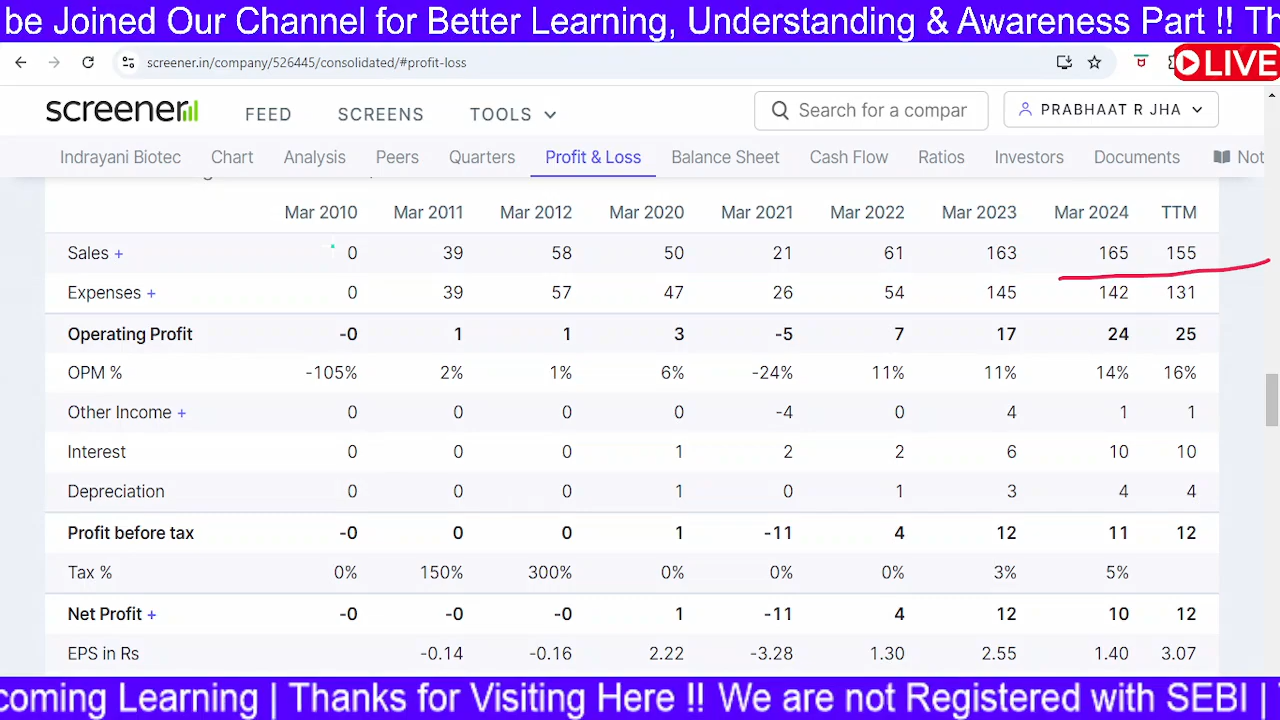 be Joined Our Channel for Better Learning, Understanding & Awareness Part !! Th
screener.in/company/526445/consolidated/#profit-loss
LIVE
screener FEED SCREENS TOOLS Search for a compar PRABHAAT R JHA
Indrayani Biotec Chart Analysis Peers Quarters Profit & Loss Balance Sheet Cash Flow Ratios Investors Documents Not
Mar 2010 Mar 2011 Mar 2012 Mar 2020 Mar 2021 Mar 2022 Mar 2023 Mar 2024 TTM
Sales + 0 39 58 50 21 61 163 165 155
Expenses + 0 39 57 47 26 54 145 142 131
Operating Profit -0 1 1 3 -5 7 17 24 25
OPM % -105% 2% 1% 6% -24% 11% 11% 14% 16%
Other Income + 0 0 0 0 -4 0 4 1 1
Interest 0 0 0 1 2 2 6 10 10
Depreciation 0 0 0 1 0 1 3 4 4
Profit before tax -0 0 0 1 -11 4 12 11 12
Tax % 0% 150% 300% 0% 0% 0% 3% 5%
Net Profit + -0 -0 -0 1 -11 4 12 10 12
EPS in Rs -0.14 -0.16 2.22 -3.28 1.30 2.55 1.40 3.07
coming Learning | Thanks for Visiting Here !! We are not Registered with SEBI |